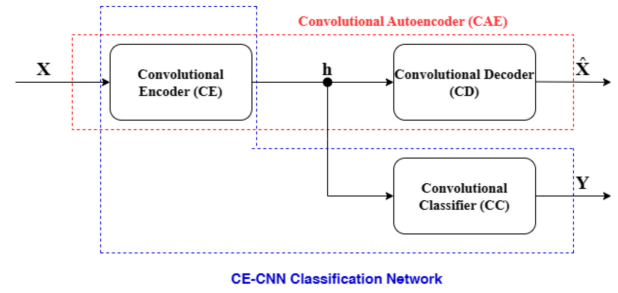 Convolutional Autoencoder (CAE)
X
Convolutional
Encoder (CE)
h
Convolutional Decoder
(CD)
X̂
Convolutional
Classifier (CC)
Y
CE-CNN Classification Network